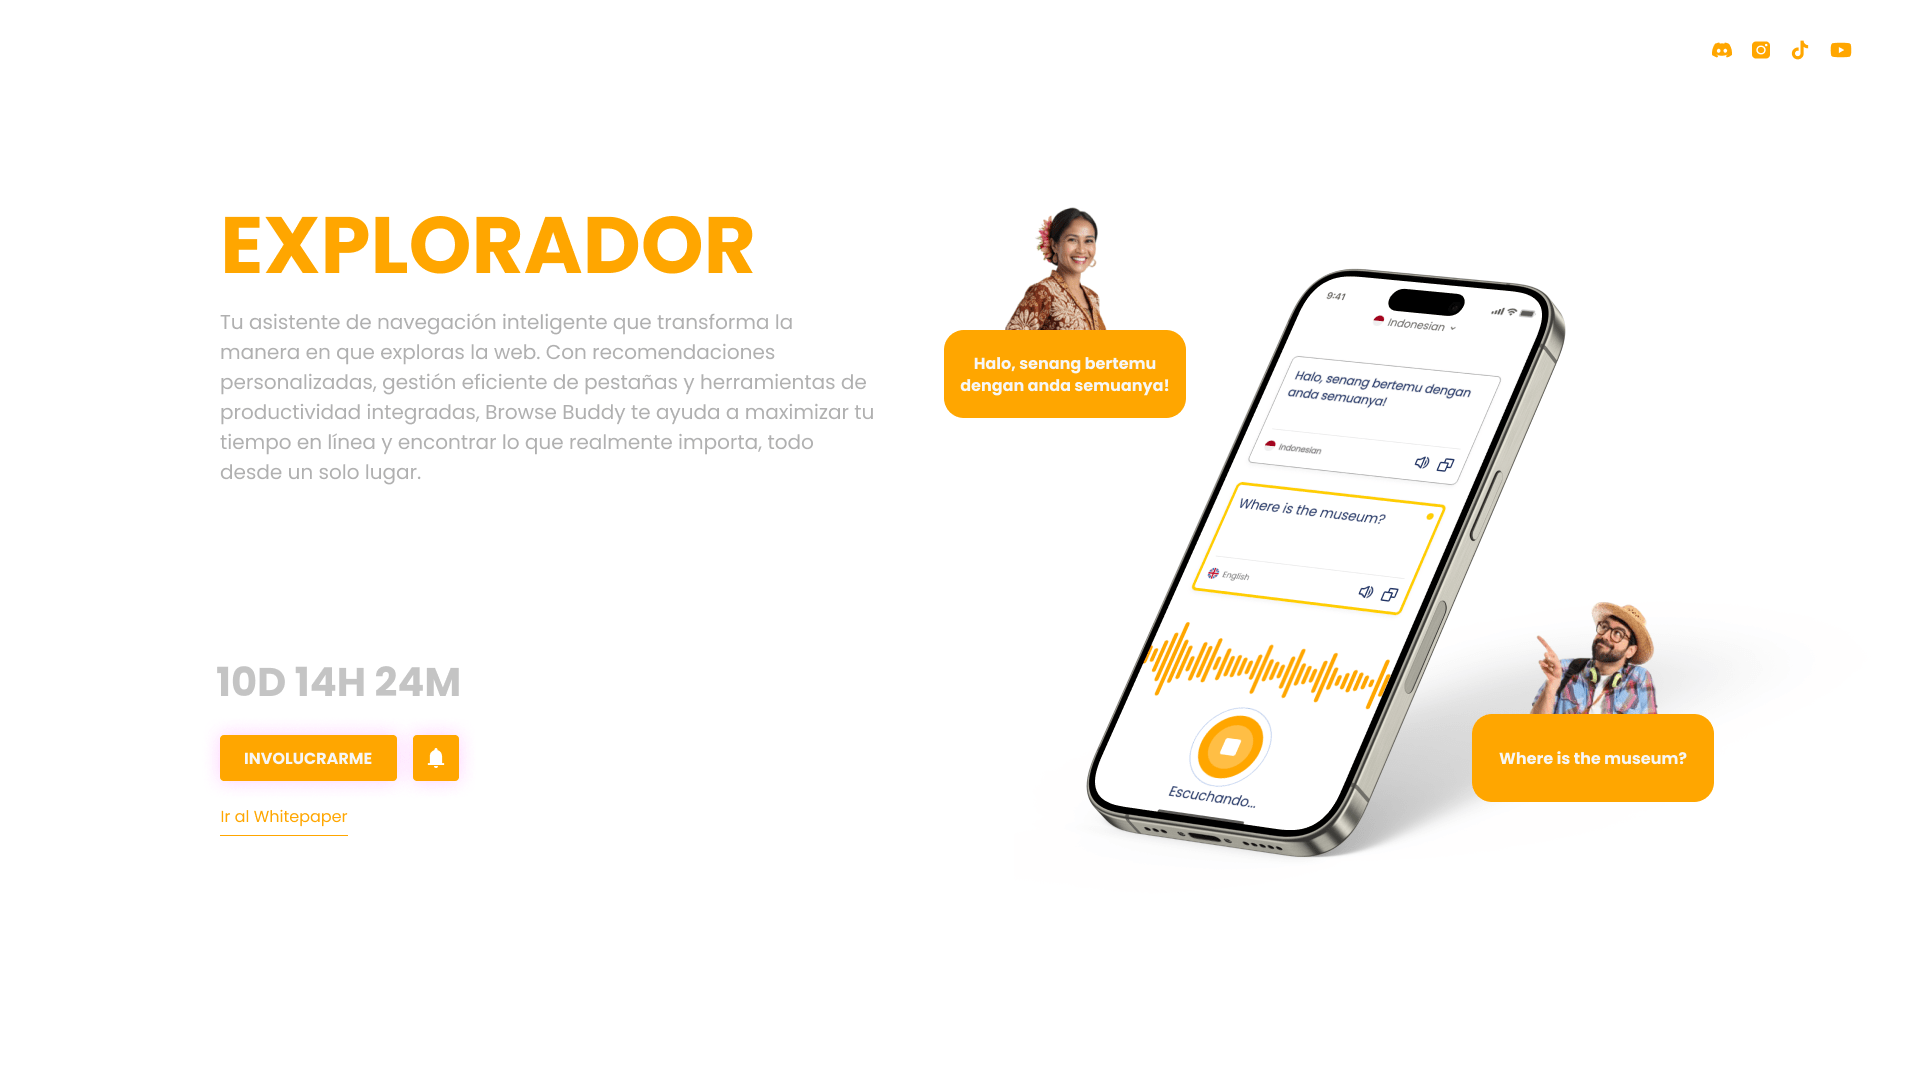 EXPLORADOR
Tu asistente de navegación inteligente que transforma la
manera en que exploras la web. Con recomendaciones
personalizadas, gestión eficiente de pestañas y herramientas de
productividad integradas, Browse Buddy te ayuda a maximizar tu
tiempo en línea y encontrar lo que realmente importa, todo
desde un solo lugar.
10D 14H 24M
INVOLUCRARME
Ir al Whitepaper
Halo, senang bertemu
dengan anda semuanya!
9:41
Indonesian
Halo, senang bertemu dengan
anda semuanya!
Indonesian
Where is the museum?
English
Escuchando...
Where is the museum?